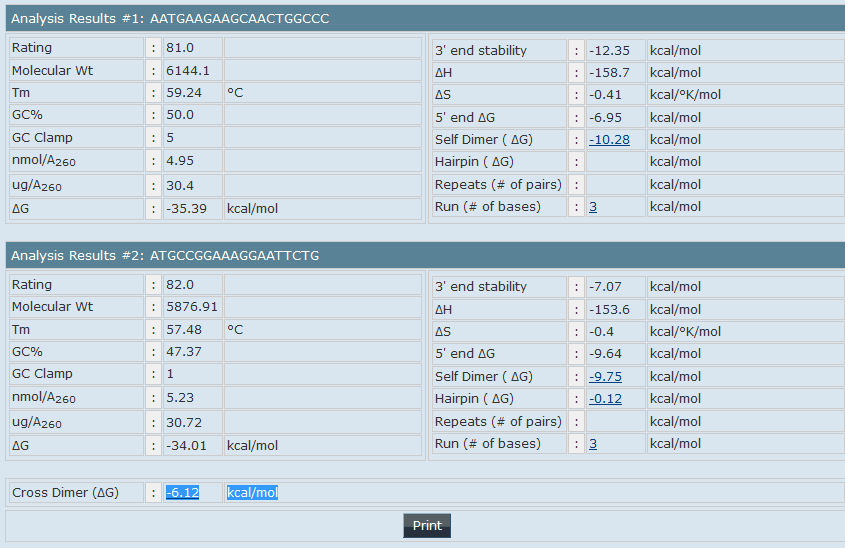 Analysis Results #1: AATGAAGAAGCAACTGGCCC
Rating : 81.0
Molecular Wt : 6144.1
Tm : 59.24 °C
GC% : 50.0
GC Clamp : 5
nmol/A260 : 4.95
ug/A260 : 30.4
ΔG : -35.39 kcal/mol
3' end stability : -12.35 kcal/mol
ΔH : -158.7 kcal/mol
ΔS : -0.41 kcal/°K/mol
5' end ΔG : -6.95 kcal/mol
Self Dimer ( ΔG) : -10.28 kcal/mol
Hairpin ( ΔG) : kcal/mol
Repeats (# of pairs) : kcal/mol
Run (# of bases) : 3 kcal/mol
Analysis Results #2: ATGCCGGAAAGGAATTCTG
Rating : 82.0
Molecular Wt : 5876.91
Tm : 57.48 °C
GC% : 47.37
GC Clamp : 1
nmol/A260 : 5.23
ug/A260 : 30.72
ΔG : -34.01 kcal/mol
3' end stability : -7.07 kcal/mol
ΔH : -153.6 kcal/mol
ΔS : -0.4 kcal/°K/mol
5' end ΔG : -9.64 kcal/mol
Self Dimer ( ΔG) : -9.75 kcal/mol
Hairpin ( ΔG) : -0.12 kcal/mol
Repeats (# of pairs) : kcal/mol
Run (# of bases) : 3 kcal/mol
Cross Dimer (ΔG) : -6.12 kcal/mol
Print